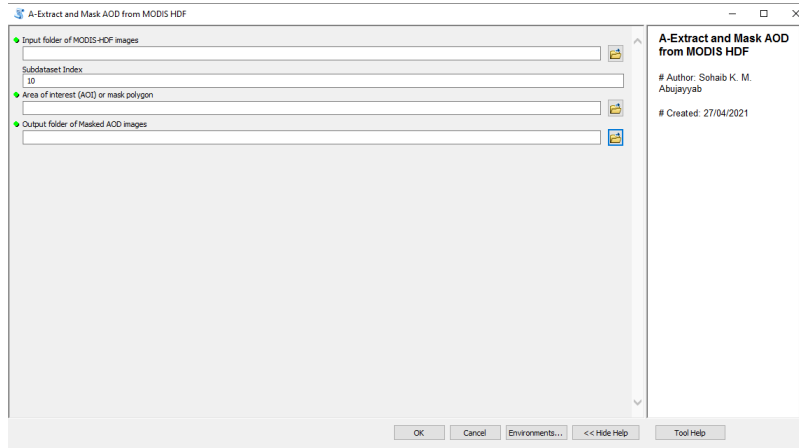 A-Extract and Mask AOD from MODIS HDF
Input folder of MODIS-HDF images
Subdataset Index
10
Area of interest (AOI) or mask polygon
Output folder of Masked AOD images
A-Extract and Mask AOD
from MODIS HDF
# Author: Sohaib K. M.
Abujayyab
# Created: 27/04/2021
OK
Cancel
Environments...
<< Hide Help
Tool Help